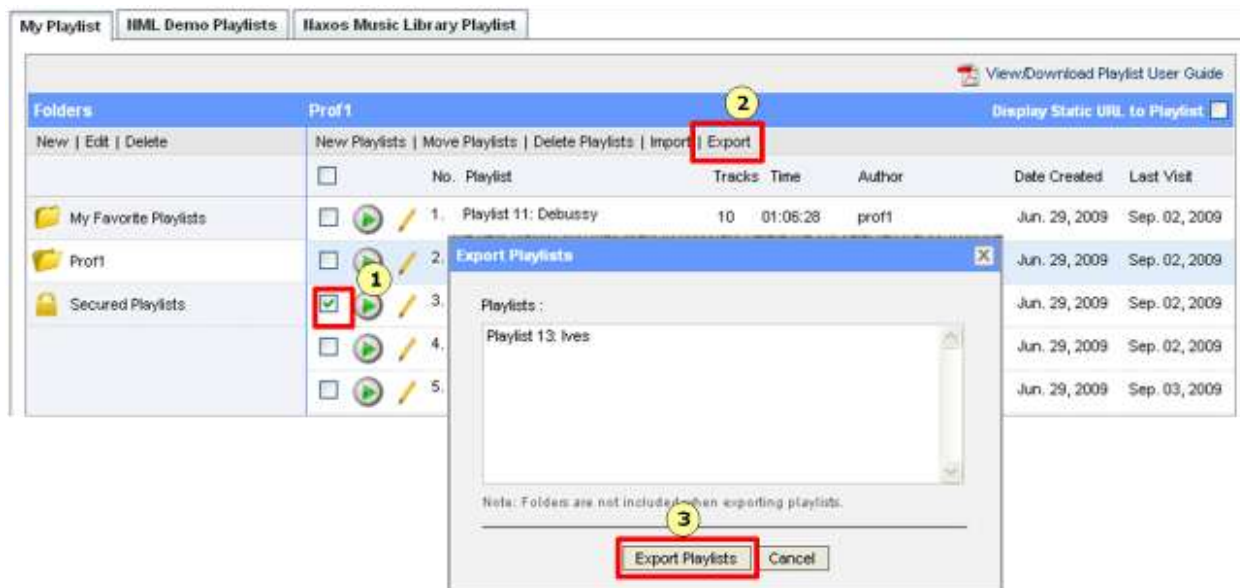 My Playlist NML Demo Playlists Naxos Music Library Playlist
View/Download Playlist User Guide
Folders Prof1 2 Display Static URL to Playlist
New | Edit | Delete New Playlists | Move Playlists | Delete Playlists | Import | Export
No. Playlist Tracks Time Author Date Created Last Visit
My Favorite Playlists 1. Playlist 11: Debussy 10 01:06:28 prof1 Jun. 29, 2009 Sep. 02, 2009
Prof1 2. Export Playlists Jun. 29, 2009 Sep. 02, 2009
1
Secured Playlists 3. Playlists : Jun. 29, 2009 Sep. 02, 2009
Playlist 13: Ives
4. Jun. 29, 2009 Sep. 02, 2009
5. Jun. 29, 2009 Sep. 03, 2009
Note: Folders are not included when exporting playlists.
3
Export Playlists Cancel